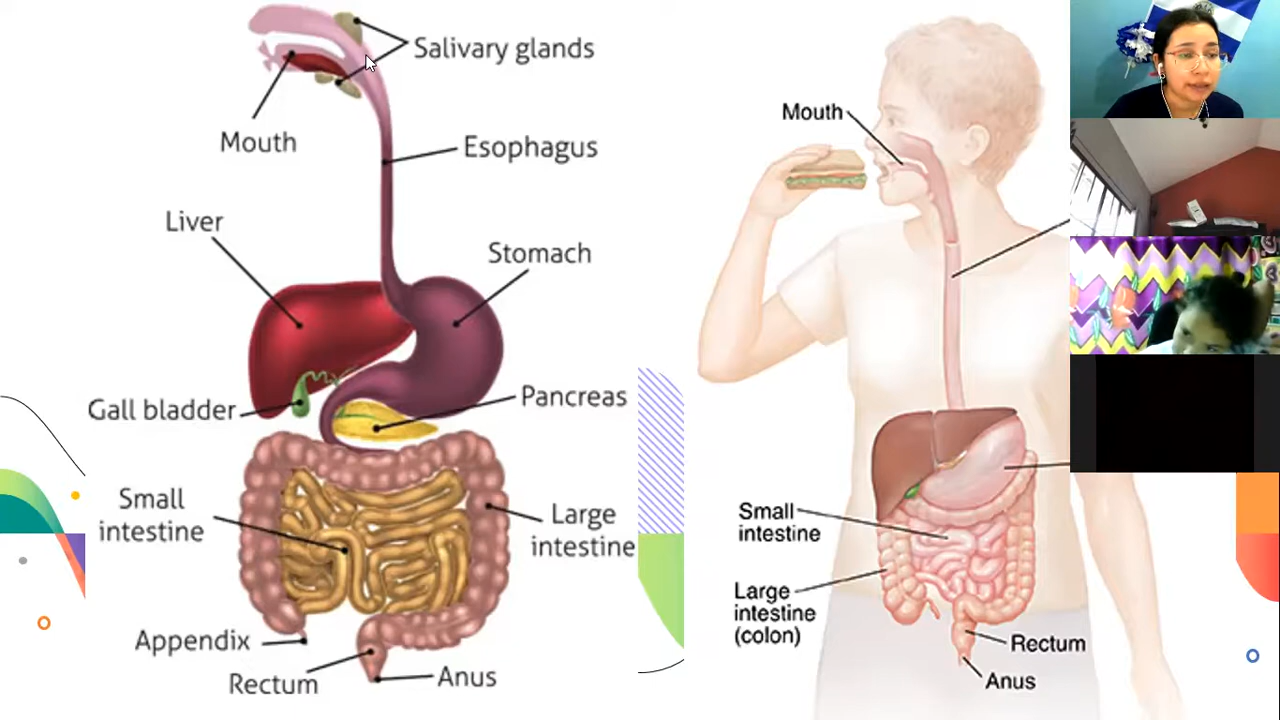 Salivary glands
Mouth
Esophagus
Liver
Stomach
Gall bladder
Pancreas
Small
intestine
Large
intestine
Appendix
Rectum
Anus
Mouth
Small
intestine
Large
intestine
(colon)
Rectum
Anus